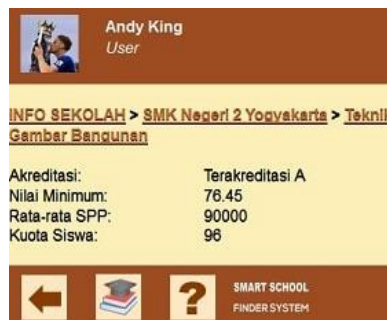 Andy King
User
INFO SEKOLAH > SMK Negeri 2 Yogyakarta > Teknik
Gambar Bangunan
Akreditasi: Terakreditasi A
Nilai Minimum: 76.45
Rata-rata SPP: 90000
Kuota Siswa: 96
?
SMART SCHOOL
FINDER SYSTEM